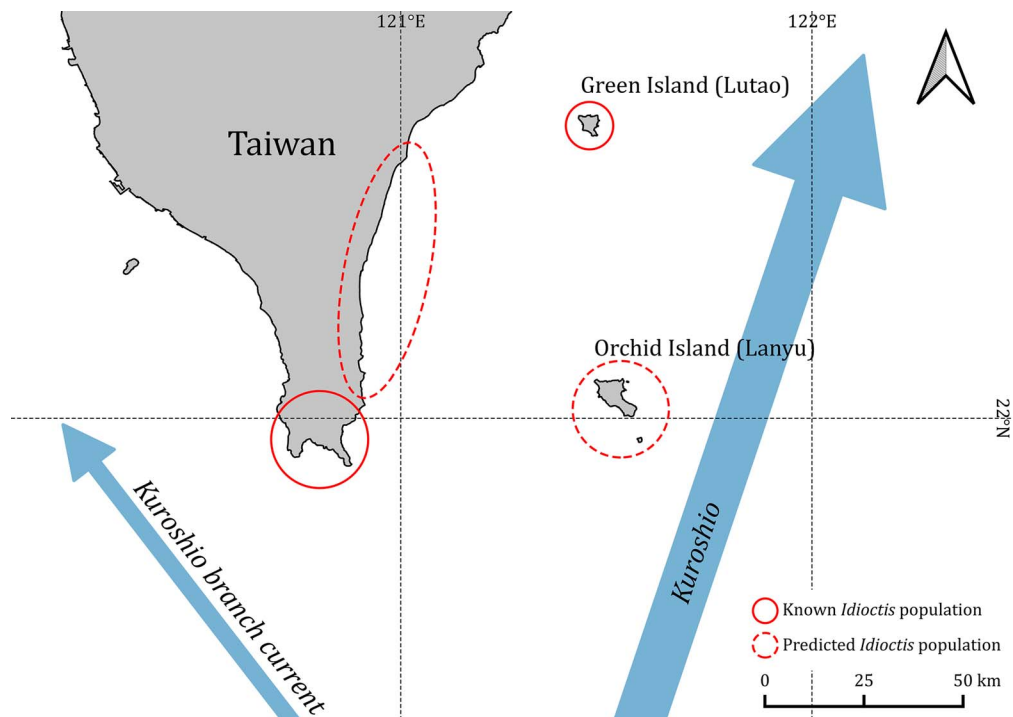 121°E
122°E
Green Island (Lutao)
Taiwan
Orchid Island (Lanyu)
22°N
Kuroshio branch current
Kuroshio
Known Idioctis population
Predicted Idioctis population
0 25 50 km